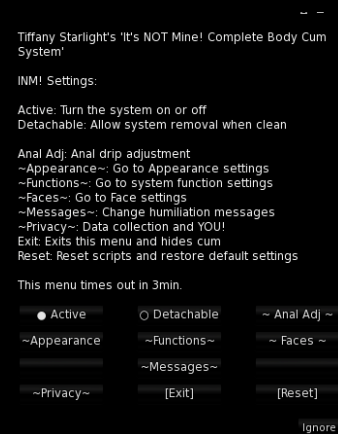 Tiffany Starlight's 'It's NOT Mine! Complete Body Cum
System'
INM! Settings:
Active: Turn the system on or off
Detachable: Allow system removal when clean
Anal Adj: Anal drip adjustment
~Appearance~: Go to Appearance settings
~Functions~: Go to system function settings
~Faces~: Go to Face settings
~Messages~: Change humiliation messages
~Privacy~: Data collection and YOU!
Exit: Exits this menu and hides cum
Reset: Reset scripts and restore default settings
This menu times out in 3min.
● Active ○ Detachable ~ Anal Adj ~
~Appearance ~Functions~ ~ Faces ~
~Messages~
~Privacy~ [Exit] [Reset]
Ignore